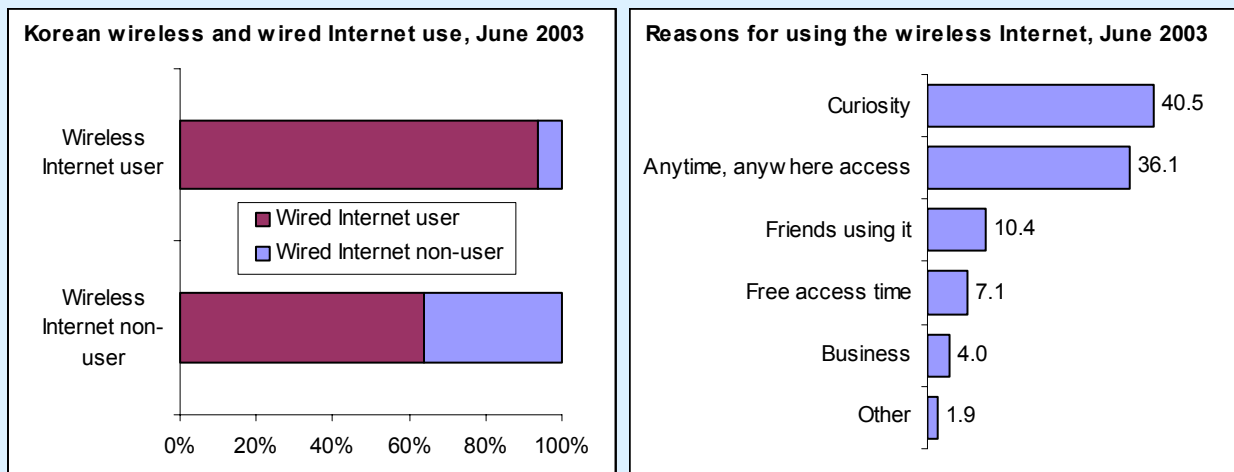 Korean wireless and wired Internet use, June 2003
Wireless
Internet user
Wired Internet user
Wired Internet non-user
Wireless
Internet non-
user
0% 20% 40% 60% 80% 100%
Reasons for using the wireless Internet, June 2003
Curiosity 40.5
Anytime, anywhere access 36.1
Friends using it 10.4
Free access time 7.1
Business 4.0
Other 1.9